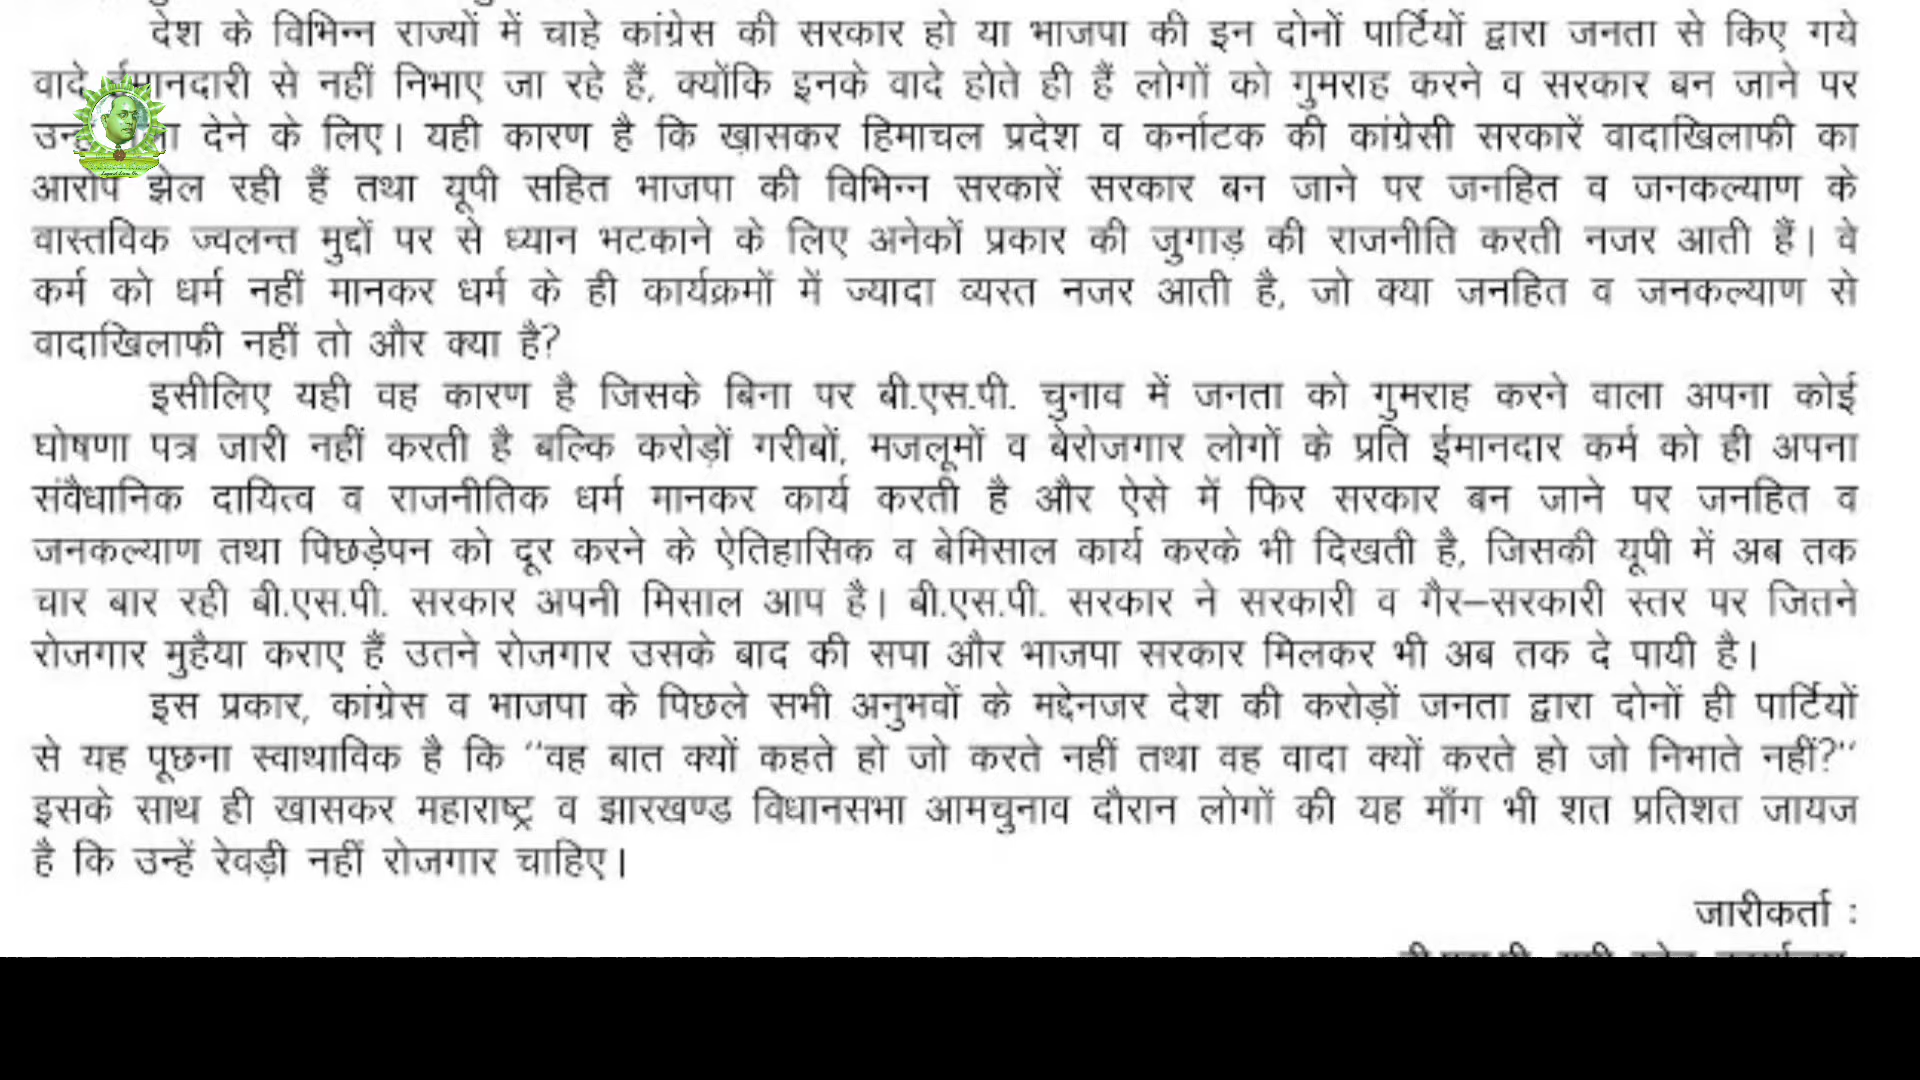 देश के विभिन्न राज्यों में चाहे कांग्रेस की सरकार हो या भाजपा की इन दोनों पार्टियों द्वारा जनता से किए गये
वादे ईमानदारी से नहीं निभाए जा रहे हैं, क्योंकि इनके वादे होते ही हैं लोगों को गुमराह करने व सरकार बन जाने पर
देने के लिए। यही कारण है कि ख़ासकर हिमाचल प्रदेश व कर्नाटक की कांग्रेसी सरकारें वादाखिलाफी का
आरोप झेल रही हैं तथा यूपी सहित भाजपा की विभिन्न सरकारें सरकार बन जाने पर जनहित व जनकल्याण के
वास्तविक ज्वलन्त मुद्दों पर से ध्यान भटकाने के लिए अनेकों प्रकार की जुगाड़ की राजनीति करती नजर आती हैं। वे
कर्म को धर्म नहीं मानकर धर्म के ही कार्यक्रमों में ज्यादा व्यस्त नजर आती है, जो क्या जनहित व जनकल्याण से
वादाखिलाफी नहीं तो और क्या है?
इसीलिए यही वह कारण है जिसके बिना पर बी.एस.पी. चुनाव में जनता को गुमराह करने वाला अपना कोई
घोषणा पत्र जारी नहीं करती है बल्कि करोड़ों गरीबों, मजलूमों व बेरोजगार लोगों के प्रति ईमानदार कर्म को ही अपना
संवैधानिक दायित्व व राजनीतिक धर्म मानकर कार्य करती है और ऐसे में फिर सरकार बन जाने पर जनहित व
जनकल्याण तथा पिछड़ेपन को दूर करने के ऐतिहासिक व बेमिसाल कार्य करके भी दिखती है, जिसकी यूपी में अब तक
चार बार रही बी.एस.पी. सरकार अपनी मिसाल आप है। बी.एस.पी. सरकार ने सरकारी व गैर–सरकारी स्तर पर जितने
रोजगार मुहैया कराए हैं उतने रोजगार उसके बाद की सपा और भाजपा सरकार मिलकर भी अब तक दे पायी है।
इस प्रकार, कांग्रेस व भाजपा के पिछले सभी अनुभवों के मद्देनजर देश की करोड़ों जनता द्वारा दोनों ही पार्टियों
से यह पूछना स्वाथाविक है कि "वह बात क्यों कहते हो जो करते नहीं तथा वह वादा क्यों करते हो जो निभाते नहीं?"
इसके साथ ही खासकर महाराष्ट्र व झारखण्ड विधानसभा आमचुनाव दौरान लोगों की यह माँग भी शत प्रतिशत जायज
है कि उन्हें रेवड़ी नहीं रोजगार चाहिए।
जारीकर्ता :